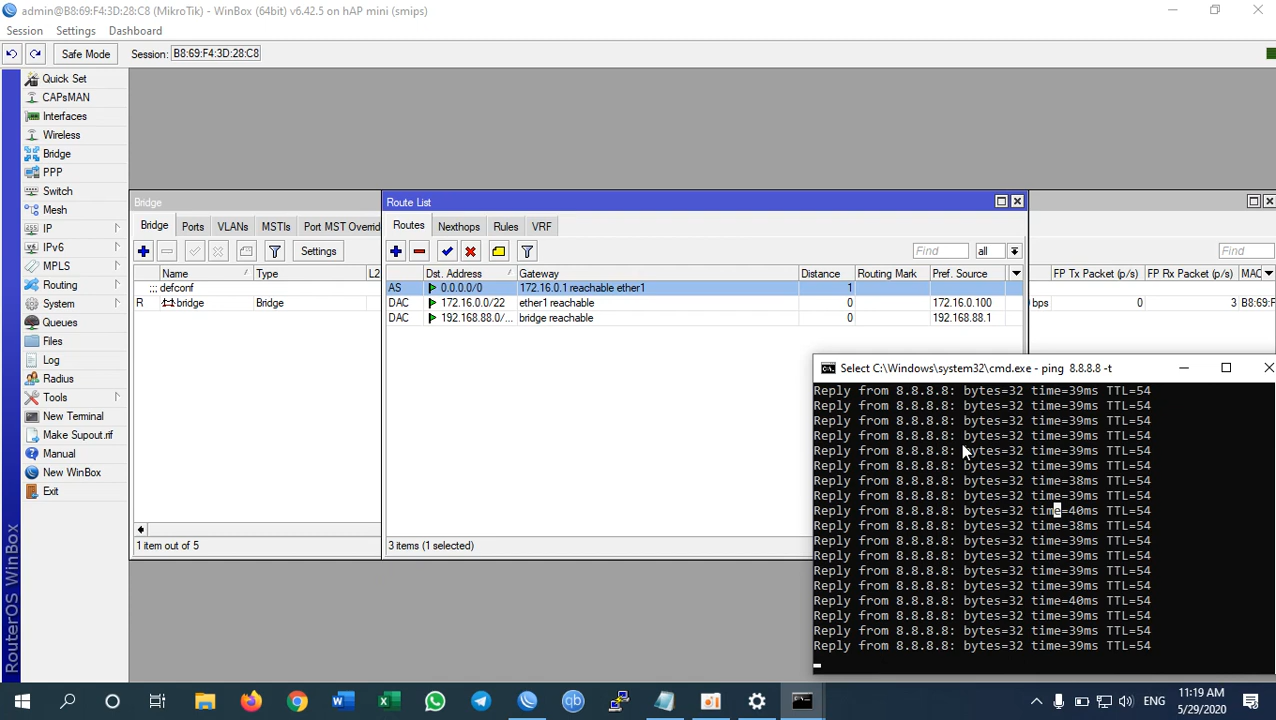 admin@B8:69:F4:3D:28:C8 (MikroTik) - WinBox (64bit) v6.42.5 on hAP mini (smips)
Session Settings Dashboard
Safe Mode Session: B8:69:F4:3D:28:C8
Quick Set
CAPsMAN
Interfaces
Wireless
Bridge
PPP
Switch
Mesh
IP
IPv6
MPLS
Routing
System
Queues
Files
Log
Radius
Tools
New Terminal
Make Supout.rif
Manual
New WinBox
Exit
RouterOS WinBox
Bridge
Bridge Ports VLANs MSTIs Port MST Overrid
Settings
Name Type L2
;;; defconf
R bridge Bridge
1 item out of 5
Route List
Routes Nexthops Rules VRF
Find all
Dst. Address Gateway Distance Routing Mark Pref. Source
AS 0.0.0.0/0 172.16.0.1 reachable ether1 1
DAC 172.16.0.0/22 ether1 reachable 0 172.16.0.100
DAC 192.168.88.0/... bridge reachable 0 192.168.88.1
3 items (1 selected)
Find
FP Tx Packet (p/s) FP Rx Packet (p/s) MAC
bps 0 3 B8:69:F
Select C:\Windows\system32\cmd.exe - ping 8.8.8.8 -t
Reply from 8.8.8.8: bytes=32 time=39ms TTL=54
Reply from 8.8.8.8: bytes=32 time=39ms TTL=54
Reply from 8.8.8.8: bytes=32 time=39ms TTL=54
Reply from 8.8.8.8: bytes=32 time=39ms TTL=54
Reply from 8.8.8.8: bytes=32 time=39ms TTL=54
Reply from 8.8.8.8: bytes=32 time=39ms TTL=54
Reply from 8.8.8.8: bytes=32 time=38ms TTL=54
Reply from 8.8.8.8: bytes=32 time=39ms TTL=54
Reply from 8.8.8.8: bytes=32 time=40ms TTL=54
Reply from 8.8.8.8: bytes=32 time=38ms TTL=54
Reply from 8.8.8.8: bytes=32 time=39ms TTL=54
Reply from 8.8.8.8: bytes=32 time=39ms TTL=54
Reply from 8.8.8.8: bytes=32 time=39ms TTL=54
Reply from 8.8.8.8: bytes=32 time=39ms TTL=54
Reply from 8.8.8.8: bytes=32 time=40ms TTL=54
Reply from 8.8.8.8: bytes=32 time=39ms TTL=54
Reply from 8.8.8.8: bytes=32 time=39ms TTL=54
Reply from 8.8.8.8: bytes=32 time=39ms TTL=54
ENG
11:19 AM
5/29/2020